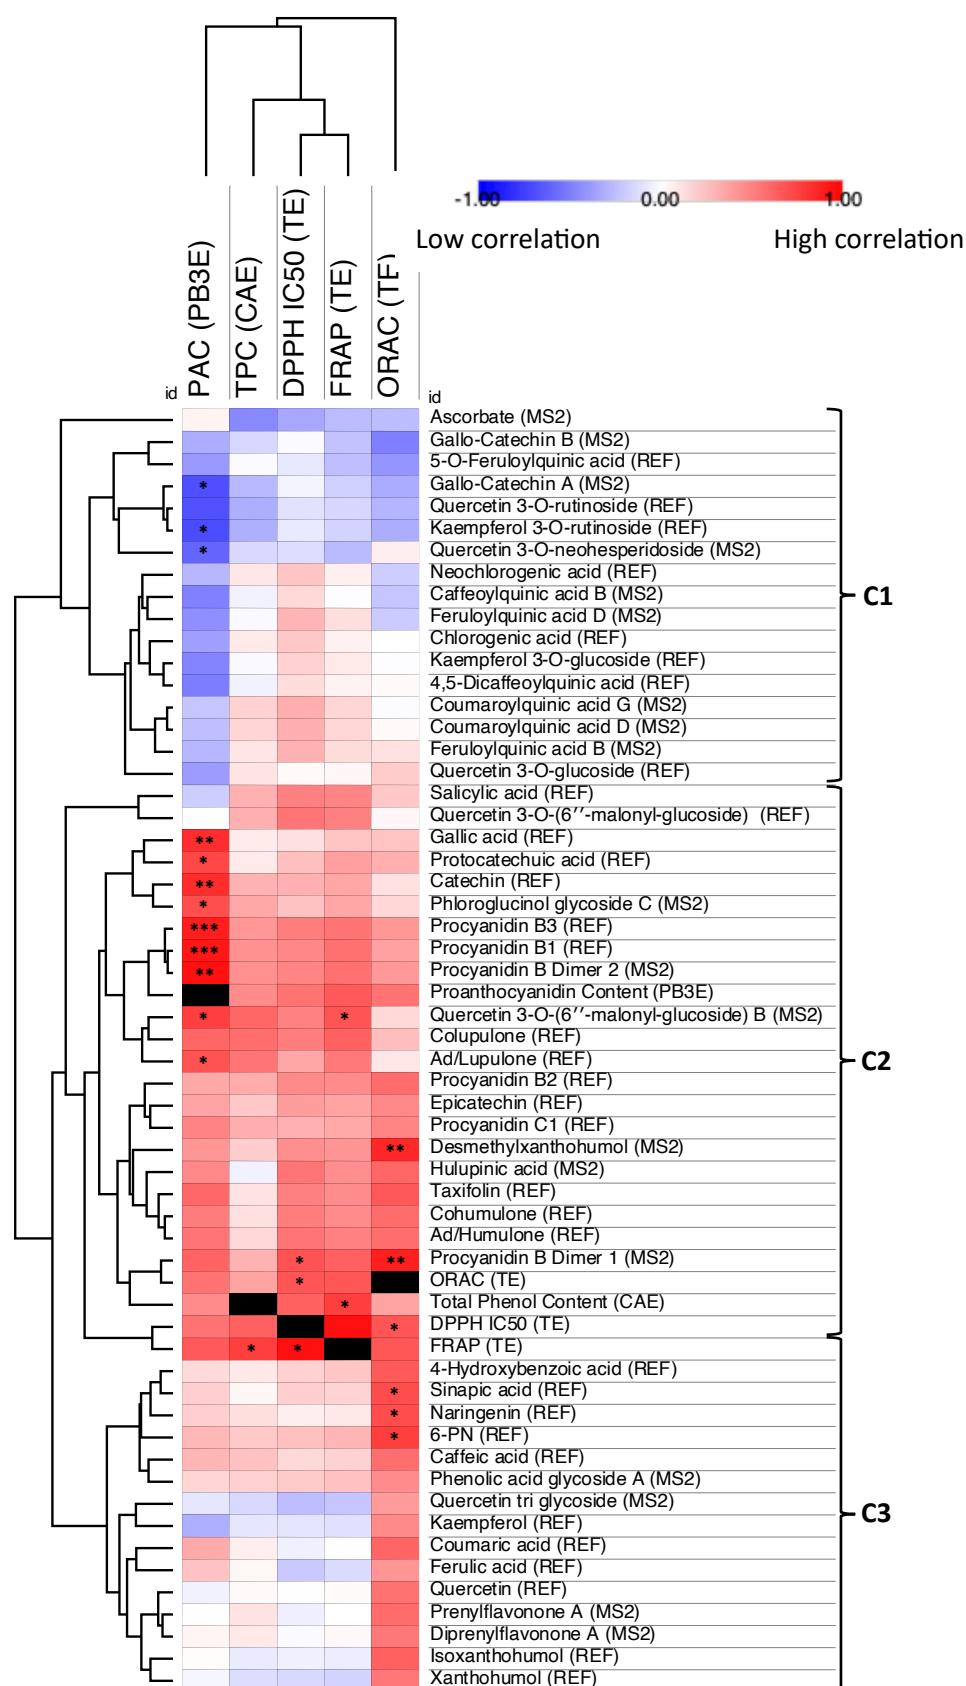 -1.00 0.00 1.00
Low correlation High correlation
PAC (PB3E)
TPC (CAE)
DPPH IC50 (TE)
FRAP (TE)
ORAC (TE)
id id
Ascorbate (MS2)
Gallo-Catechin B (MS2)
5-O-Feruloylquinic acid (REF)
* Gallo-Catechin A (MS2)
Quercetin 3-O-rutinoside (REF)
* Kaempferol 3-O-rutinoside (REF)
* Quercetin 3-O-neohesperidoside (MS2)
Neochlorogenic acid (REF)
Caffeoylquinic acid B (MS2)
C1
Feruloylquinic acid D (MS2)
Chlorogenic acid (REF)
Kaempferol 3-O-glucoside (REF)
4,5-Dicaffeoylquinic acid (REF)
Coumaroylquinic acid G (MS2)
Coumaroylquinic acid D (MS2)
Feruloylquinic acid B (MS2)
Quercetin 3-O-glucoside (REF)
Salicylic acid (REF)
Quercetin 3-O-(6′′-malonyl-glucoside) (REF)
** Gallic acid (REF)
* Protocatechuic acid (REF)
** Catechin (REF)
* Phloroglucinol glycoside C (MS2)
*** Procyanidin B3 (REF)
*** Procyanidin B1 (REF)
** Procyanidin B Dimer 2 (MS2)
Proanthocyanidin Content (PB3E)
* * Quercetin 3-O-(6′′-malonyl-glucoside) B (MS2)
Colupulone (REF)
* Ad/Lupulone (REF)
C2
Procyanidin B2 (REF)
Epicatechin (REF)
Procyanidin C1 (REF)
** Desmethylxanthohumol (MS2)
Hulupinic acid (MS2)
Taxifolin (REF)
Cohumulone (REF)
Ad/Humulone (REF)
* ** Procyanidin B Dimer 1 (MS2)
* ORAC (TE)
* Total Phenol Content (CAE)
* DPPH IC50 (TE)
* * FRAP (TE)
4-Hydroxybenzoic acid (REF)
* Sinapic acid (REF)
* Naringenin (REF)
* 6-PN (REF)
Caffeic acid (REF)
Phenolic acid glycoside A (MS2)
Quercetin tri glycoside (MS2)
C3
Kaempferol (REF)
Coumaric acid (REF)
Ferulic acid (REF)
Quercetin (REF)
Prenylflavonone A (MS2)
Diprenylflavonone A (MS2)
Isoxanthohumol (REF)
Xanthohumol (REF)